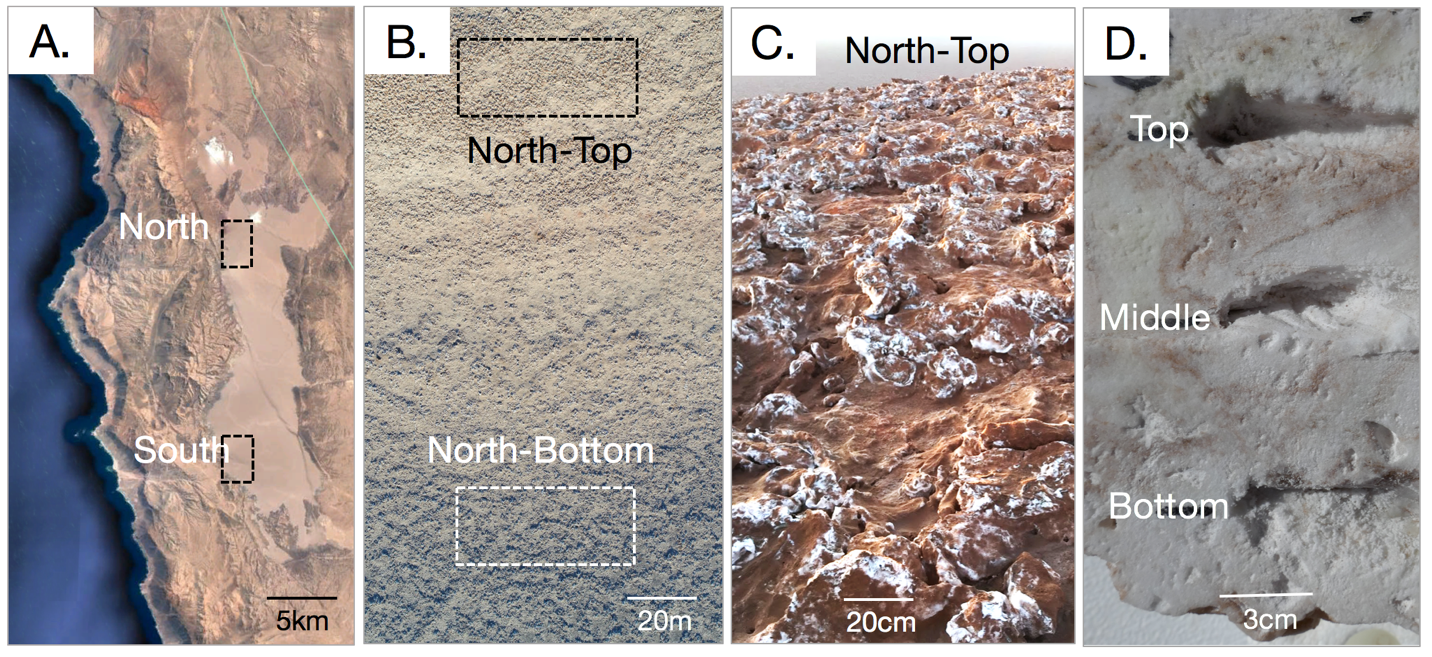 A.
North
South
5km
B.
North-Top
North-Bottom
20m
C.
North-Top
20cm
D.
Top
Middle
Bottom
3cm